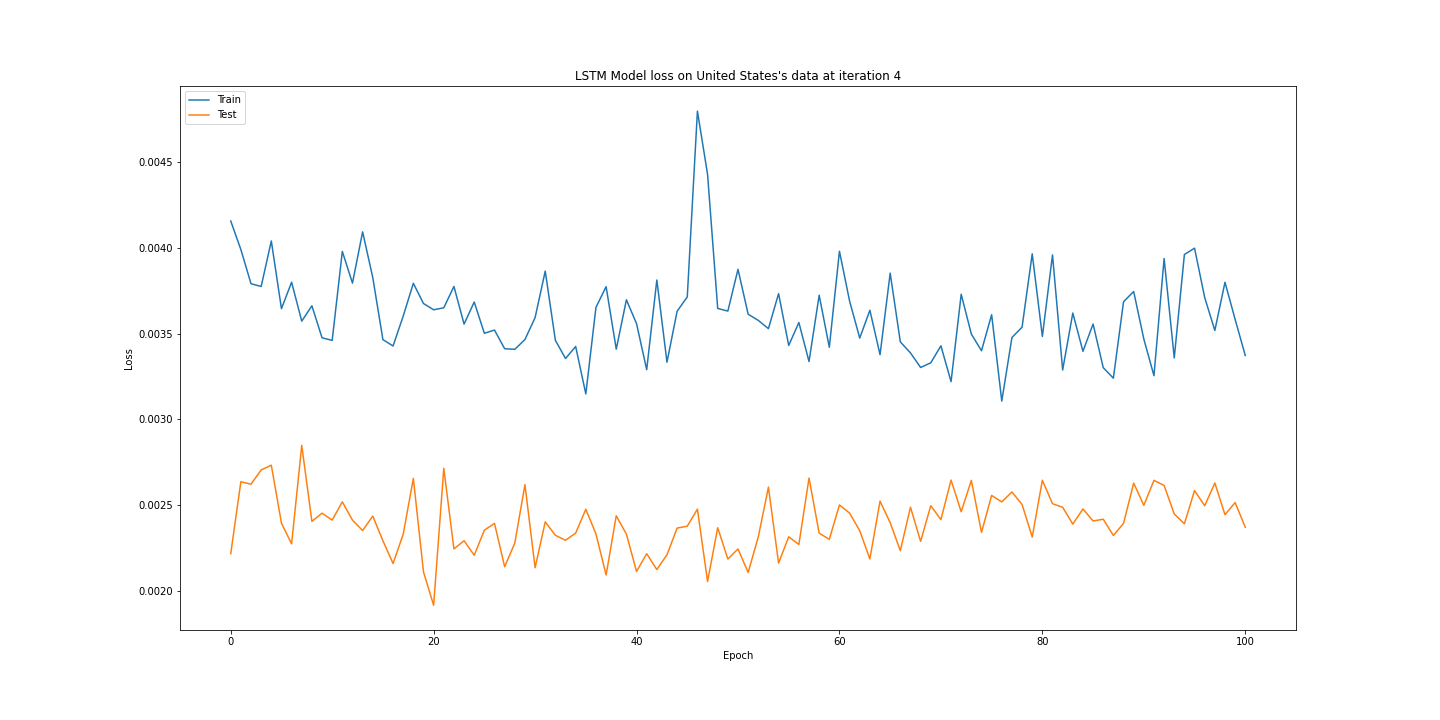 LSTM Model loss on United States's data at iteration 4
Train
Test
0.0045
0.0040
0.0035
0.0030
0.0025
0.0020
Loss
0 20 40 60 80 100
Epoch